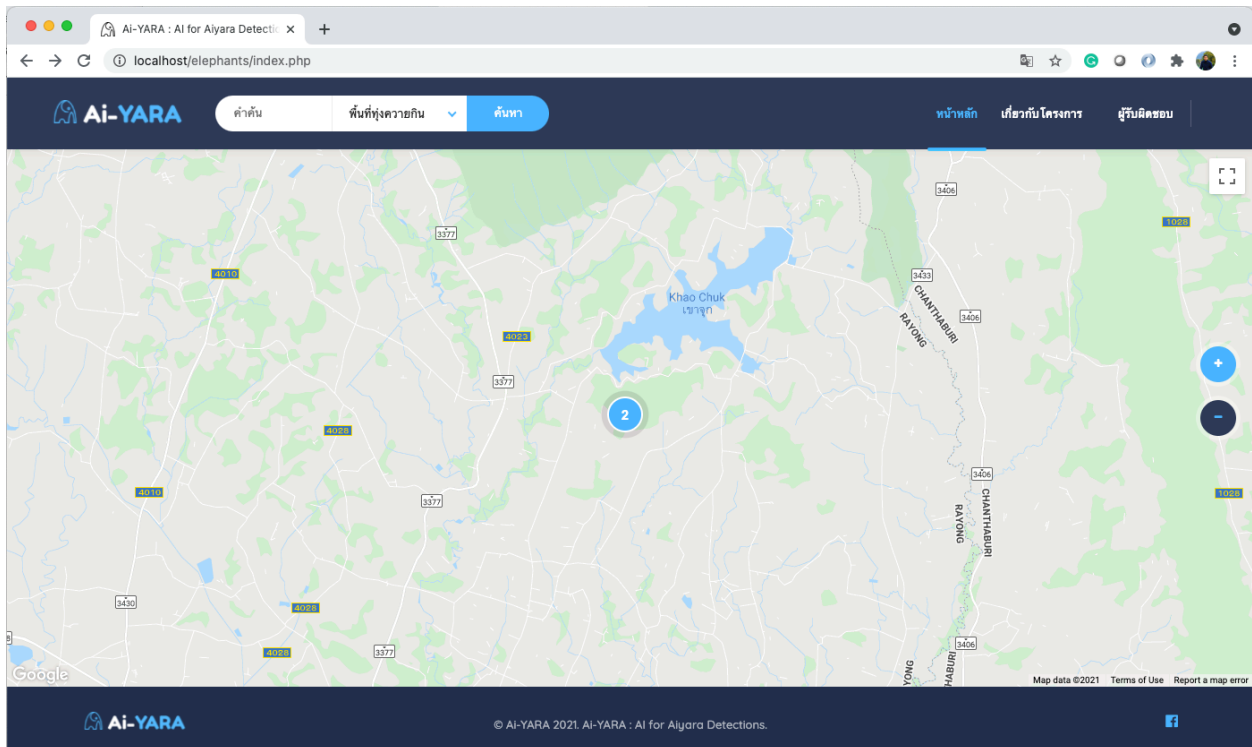 Ai-YARA : AI for Aiyara Detectic
localhost/elephants/index.php
Ai-YARA
คำค้น
พื้นที่ทุ่งควายกิน
ค้นหา
หน้าหลัก
เกี่ยวกับโครงการ
ผู้รับผิดชอบ
3406
1028
3377
4010
3433
Khao Chuk
เขาจุก
CHANTHABURI
RAYONG
3406
4023
3377
+
2
-
4028
3406
4010
3377
1028
CHANTHABURI
RAYONG
3430
4028
3377
4028
3406
YONG
HABURI
Google
Map data ©2021
Terms of Use
Report a map error
Ai-YARA
© Ai-YARA 2021. Ai-YARA : AI for Aiyara Detections.